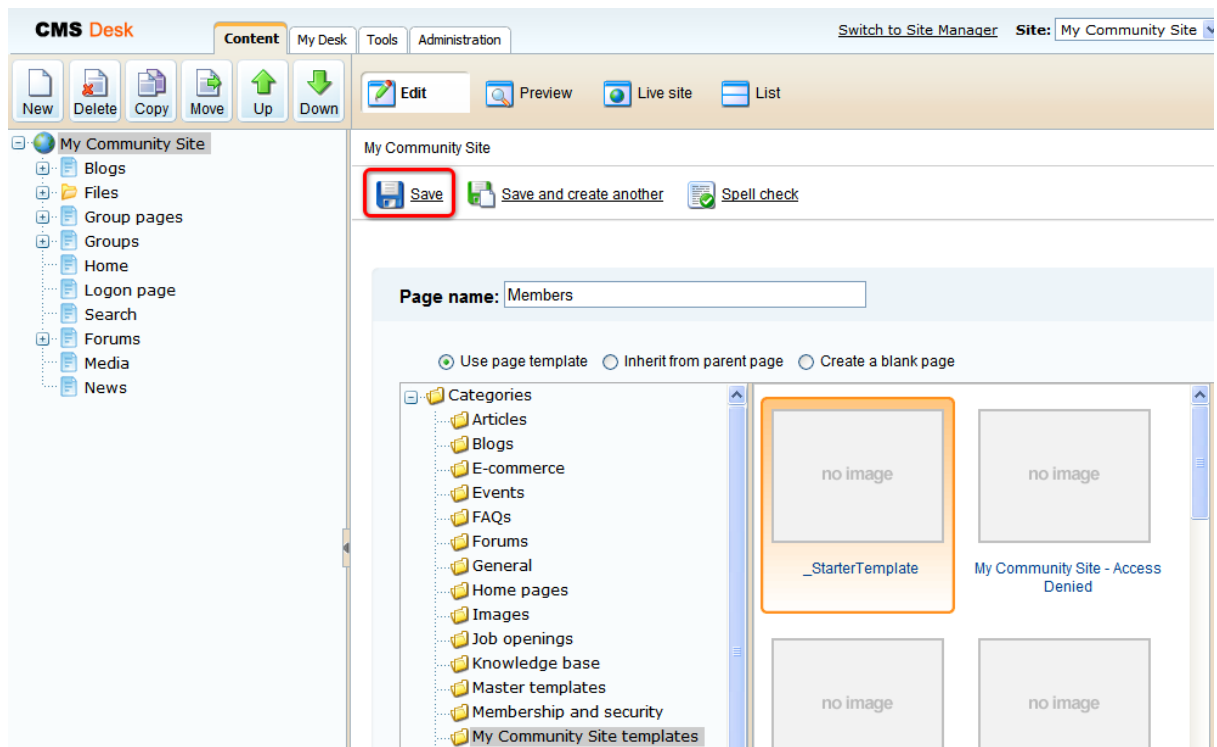 CMS Desk
Content My Desk Tools Administration
Switch to Site Manager Site: My Community Site
New Delete Copy Move Up Down
Edit Preview Live site List
My Community Site
Blogs
Files
Group pages
Groups
Home
Logon page
Search
Forums
Media
News
My Community Site
Save Save and create another Spell check
Page name: Members
Use page template Inherit from parent page Create a blank page
Categories
Articles
Blogs
E-commerce
Events
FAQs
Forums
General
Home pages
Images
Job openings
Knowledge base
Master templates
Membership and security
My Community Site templates
no image
_StarterTemplate
no image
My Community Site - Access
Denied
no image
no image